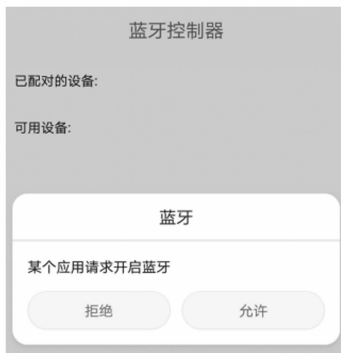 蓝牙控制器
已配对的设备:
可用设备:
蓝牙
某个应用请求开启蓝牙
拒绝
允许